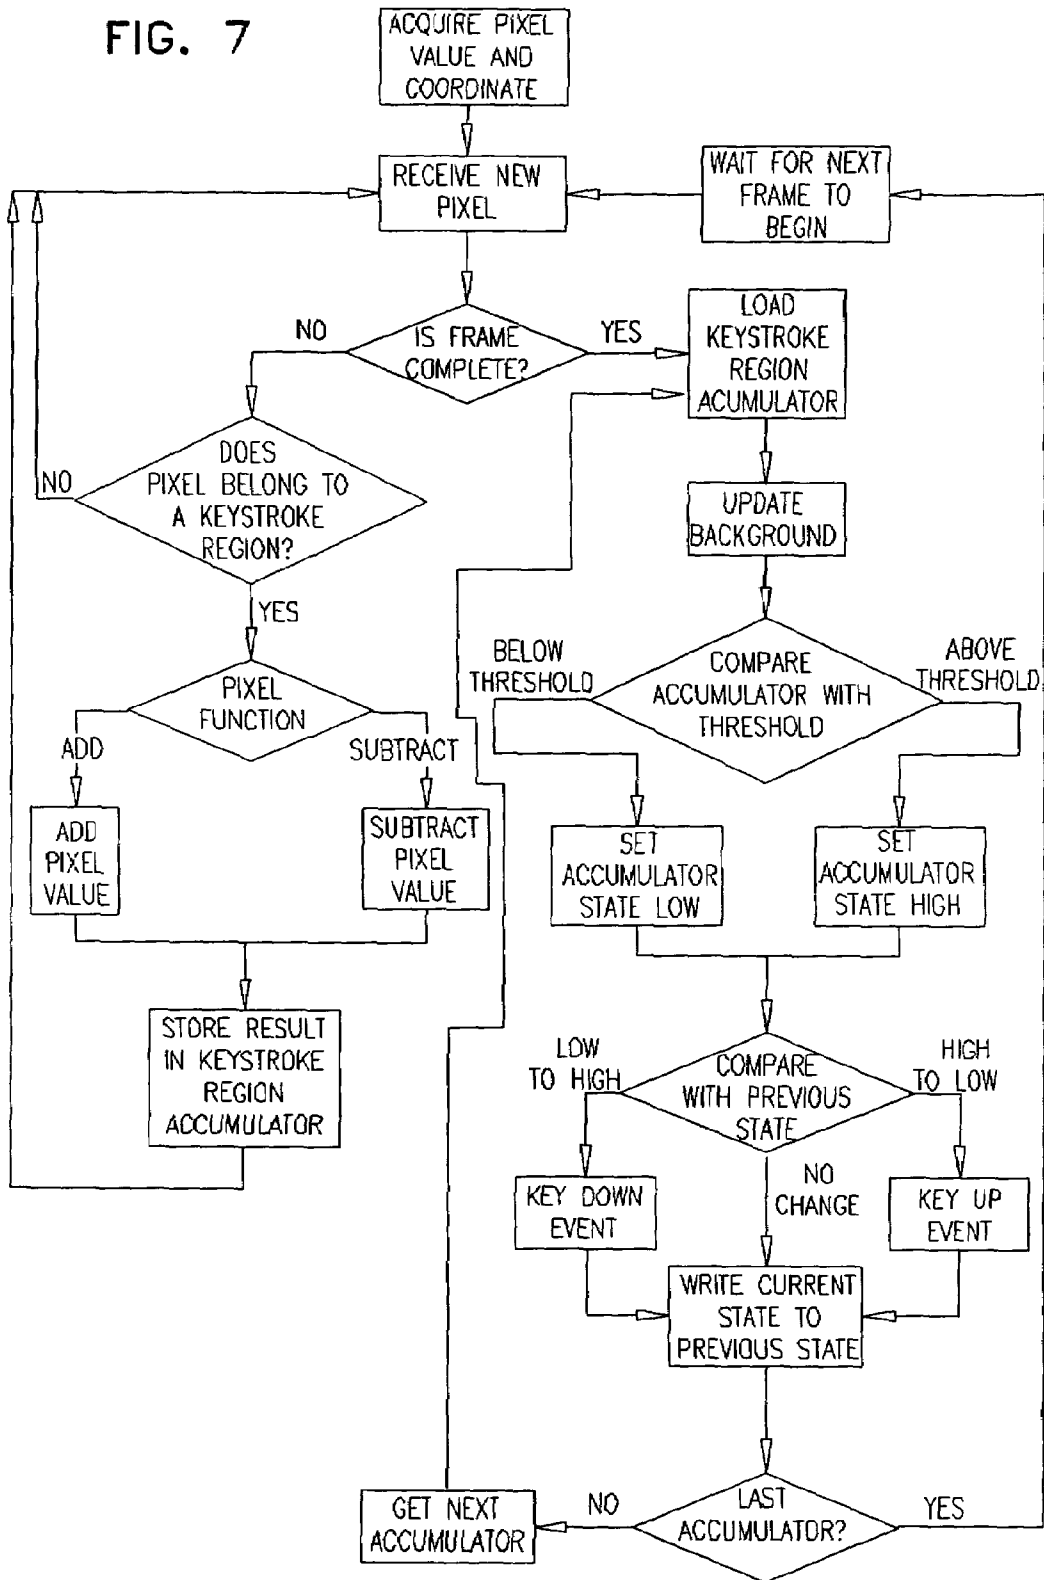 FIG. 7
ACQUIRE PIXEL
VALUE AND
COORDINATE
RECEIVE NEW
PIXEL
WAIT FOR NEXT
FRAME TO
BEGIN
NO
IS FRAME
COMPLETE?
YES
LOAD
KEYSTROKE
REGION
ACUMULATOR
DOES
PIXEL BELONG TO
A KEYSTROKE
REGION?
NO
YES
UPDATE
BACKGROUND
PIXEL
FUNCTION
ADD
SUBTRACT
BELOW
THRESHOLD
COMPARE
ACCUMULATOR WITH
THRESHOLD
ABOVE
THRESHOLD
ADD
PIXEL
VALUE
SUBTRACT
PIXEL
VALUE
SET
ACCUMULATOR
STATE LOW
SET
ACCUMULATOR
STATE HIGH
STORE RESULT
IN KEYSTROKE
REGION
ACCUMULATOR
LOW
TO HIGH
COMPARE
WITH PREVIOUS
STATE
HIGH
TO LOW
KEY DOWN
EVENT
NO
CHANGE
KEY UP
EVENT
WRITE CURRENT
STATE TO
PREVIOUS STATE
GET NEXT
ACCUMULATOR
NO
LAST
ACCUMULATOR?
YES